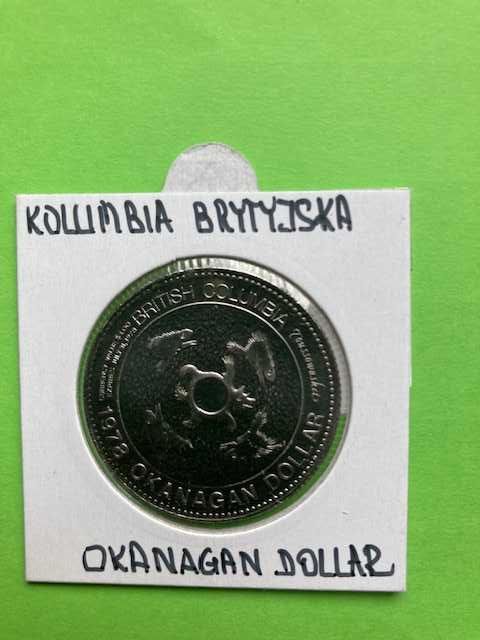 KOLUMBIA BRYTYJSKA
BRITISH COLUMBIA
1978 OKANAGAN DOLLAR
OKANAGAN DOLLAR